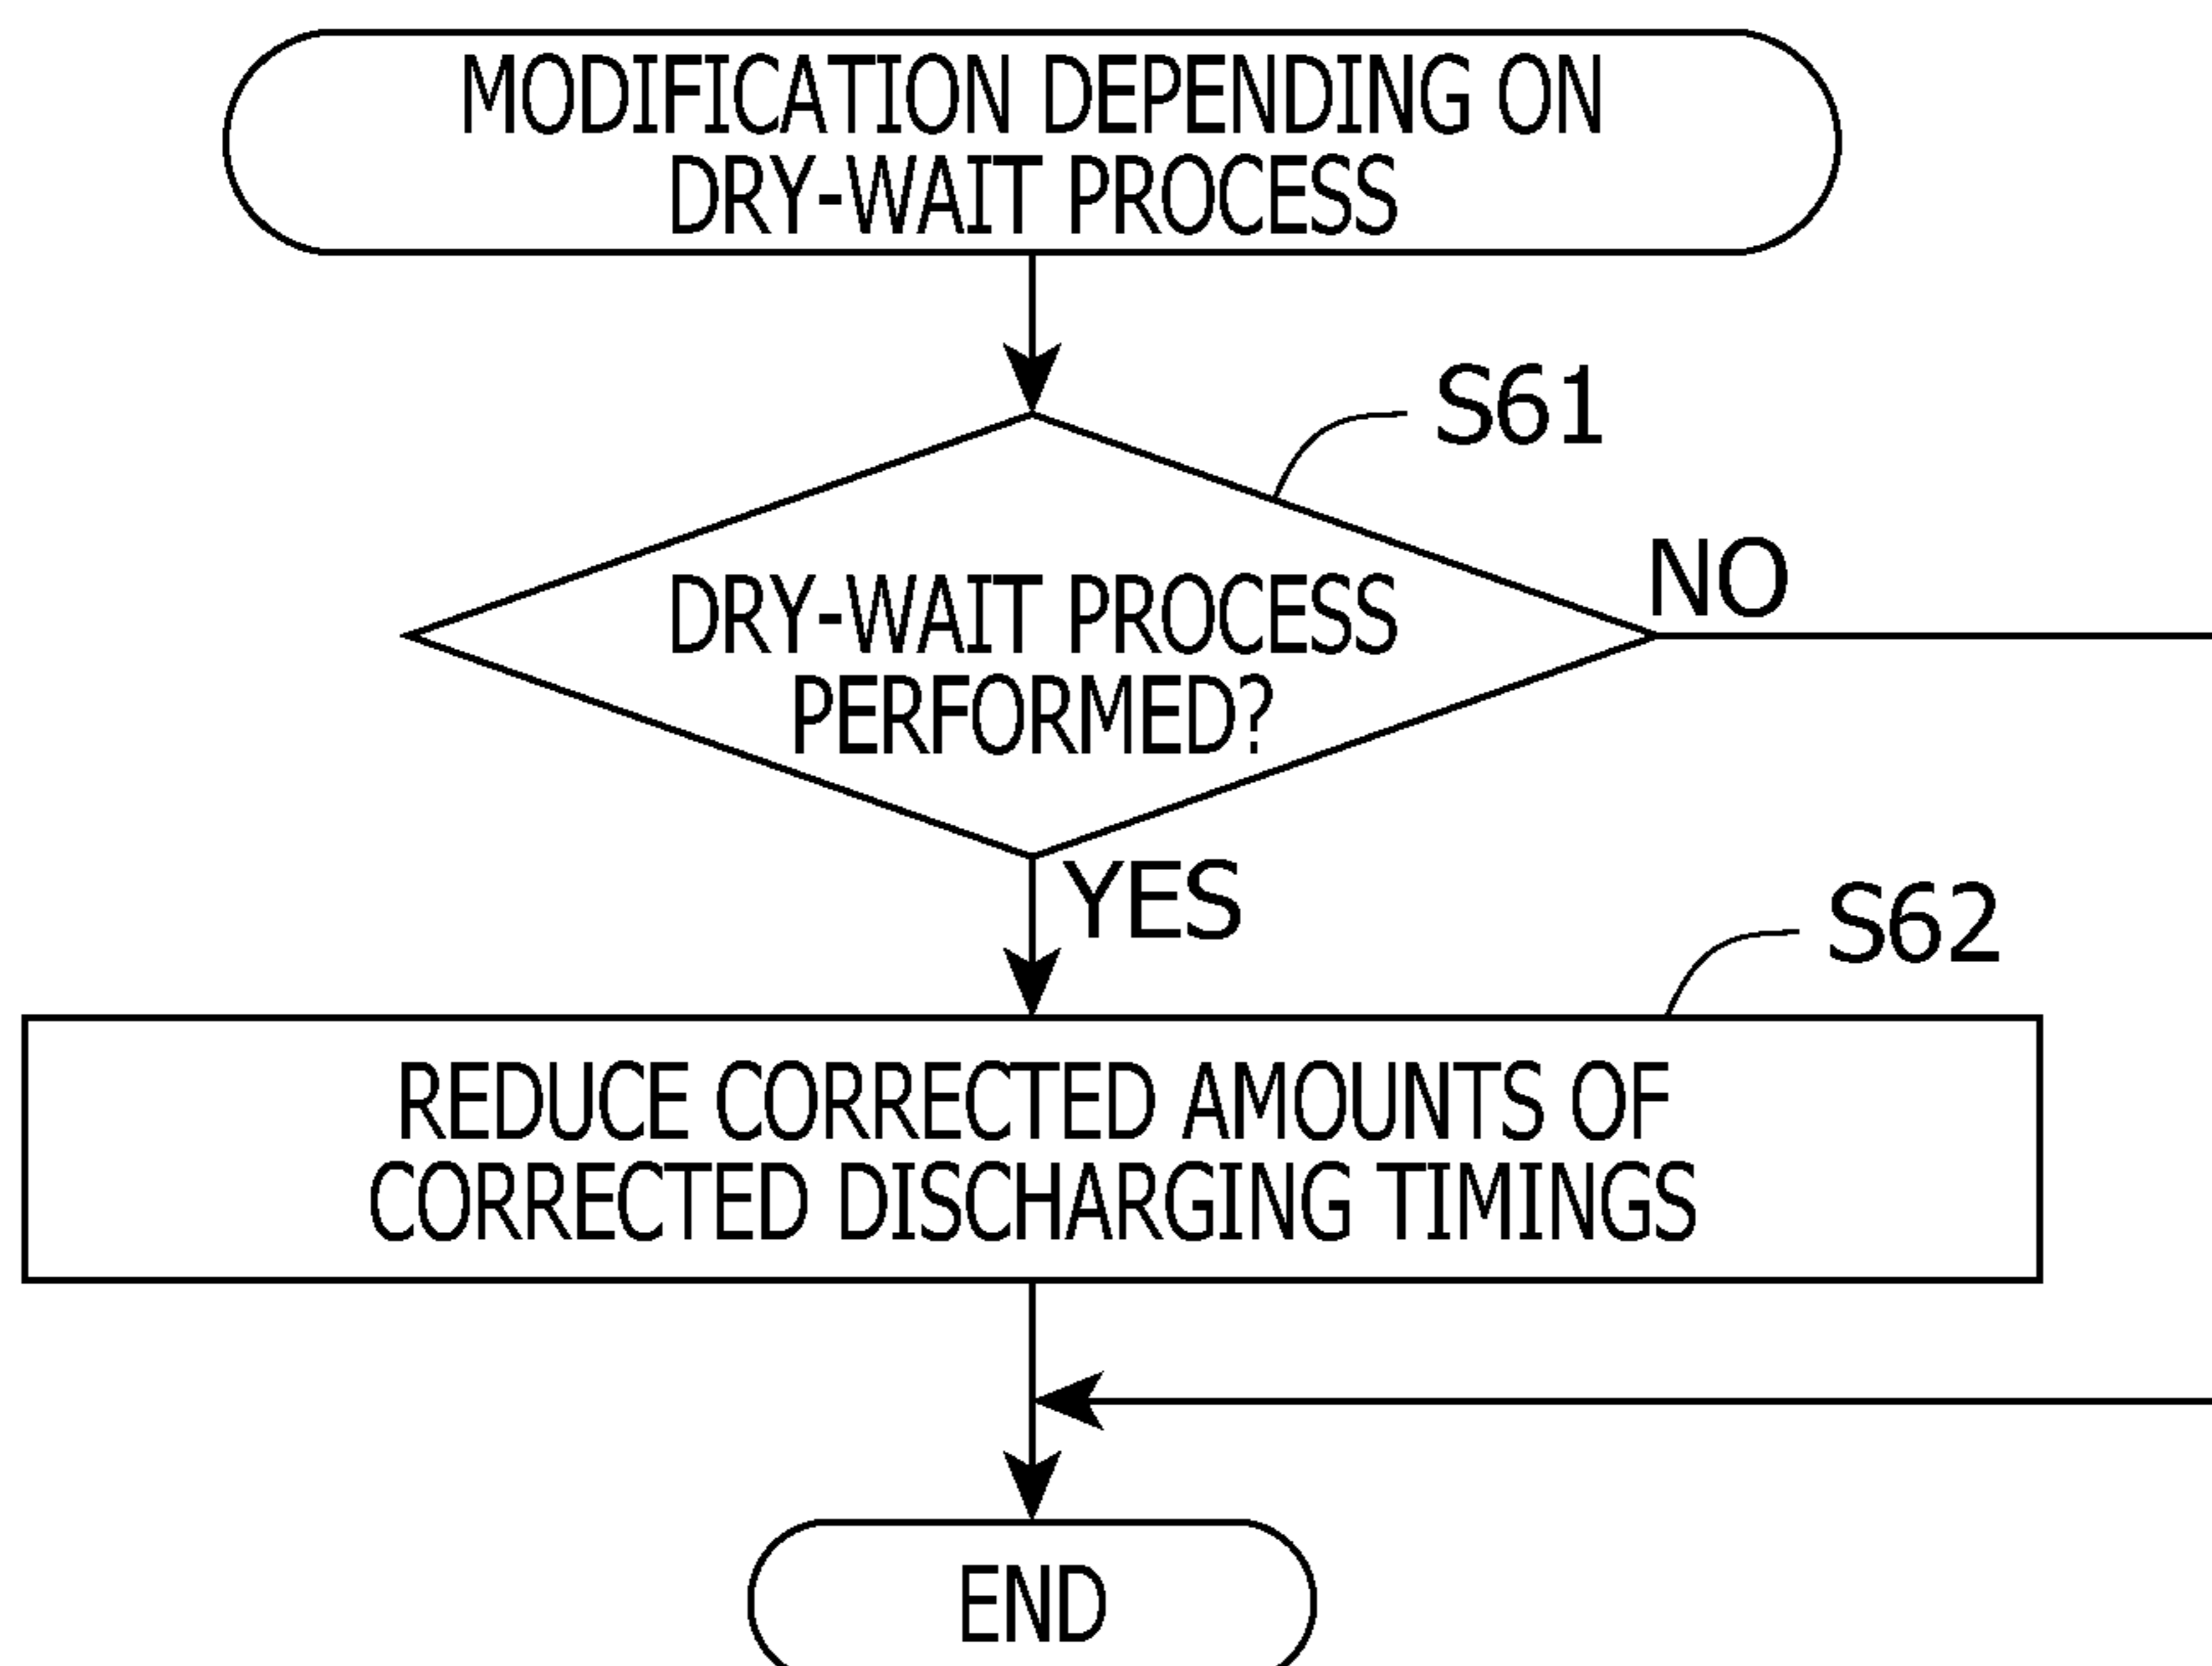 MODIFICATION DEPENDING ON
DRY-WAIT PROCESS
S61
DRY-WAIT PROCESS
PERFORMED?
NO
YES
S62
REDUCE CORRECTED AMOUNTS OF
CORRECTED DISCHARGING TIMINGS
END